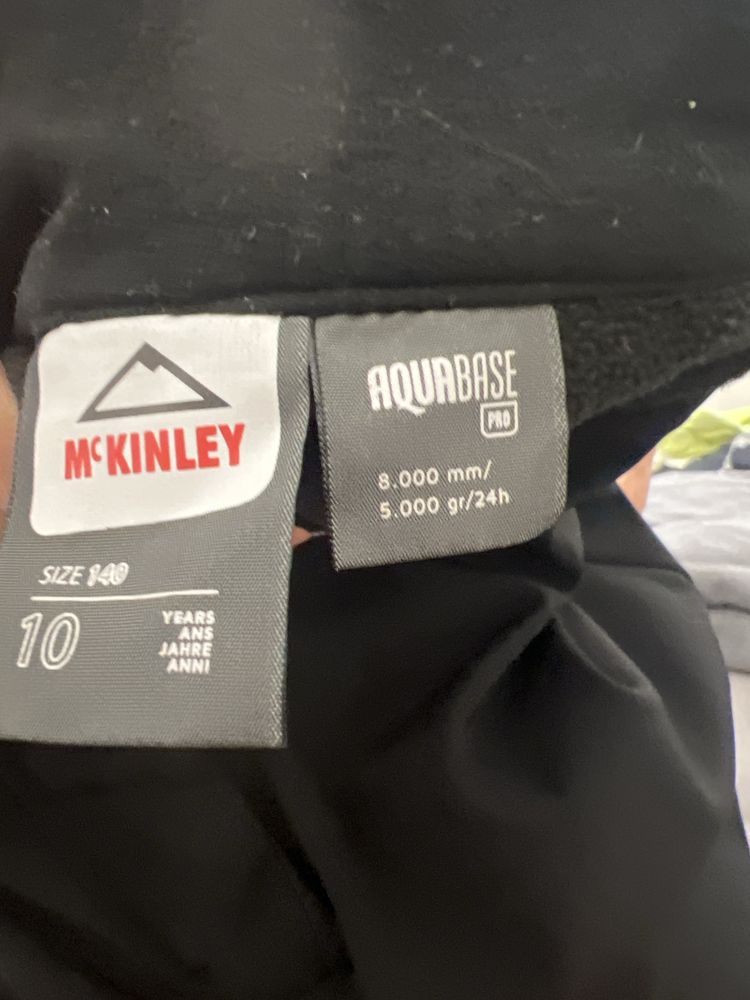 McKINLEY
SIZE 140
10
YEARS
ANS
JAHRE
ANNI
AQUABASE
PRO
8.000 mm/
5.000 gr/24h